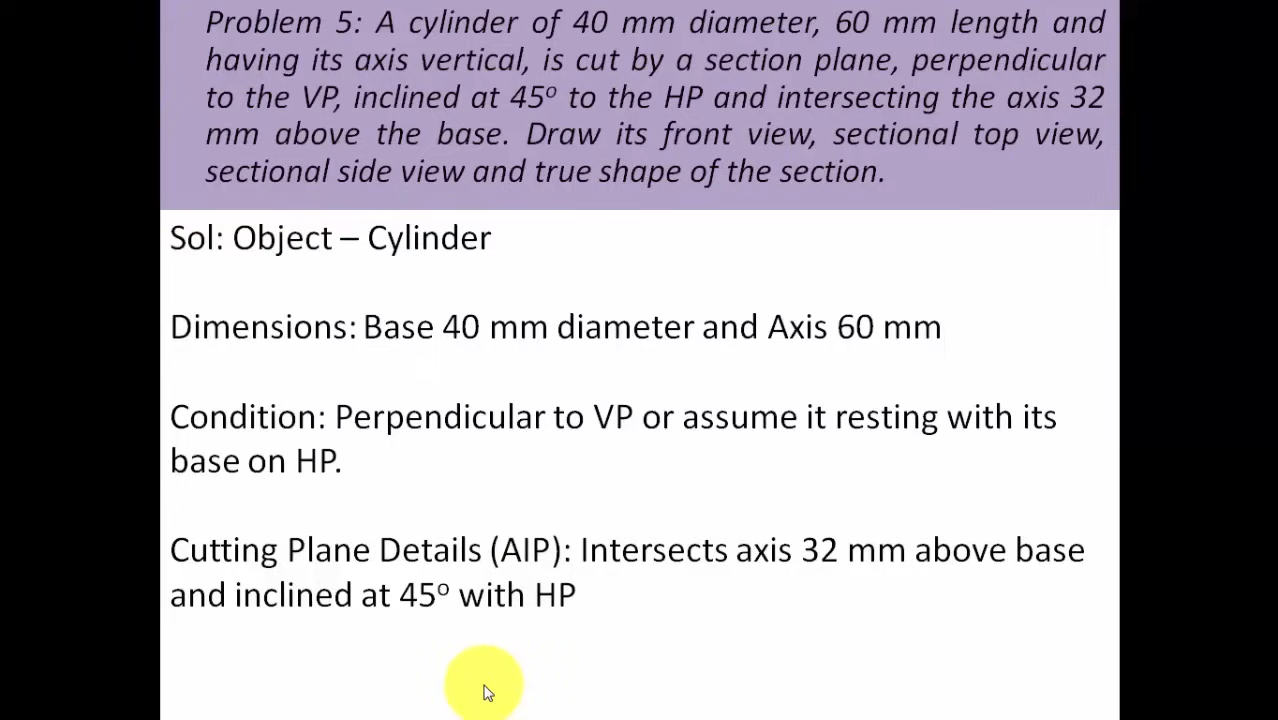 Problem 5: A cylinder of 40 mm diameter, 60 mm length and
having its axis vertical, is cut by a section plane, perpendicular
to the VP, inclined at 45º to the HP and intersecting the axis 32
mm above the base. Draw its front view, sectional top view,
sectional side view and true shape of the section.
Sol: Object – Cylinder
Dimensions: Base 40 mm diameter and Axis 60 mm
Condition: Perpendicular to VP or assume it resting with its
base on HP.
Cutting Plane Details (AIP): Intersects axis 32 mm above base
and inclined at 45º with HP